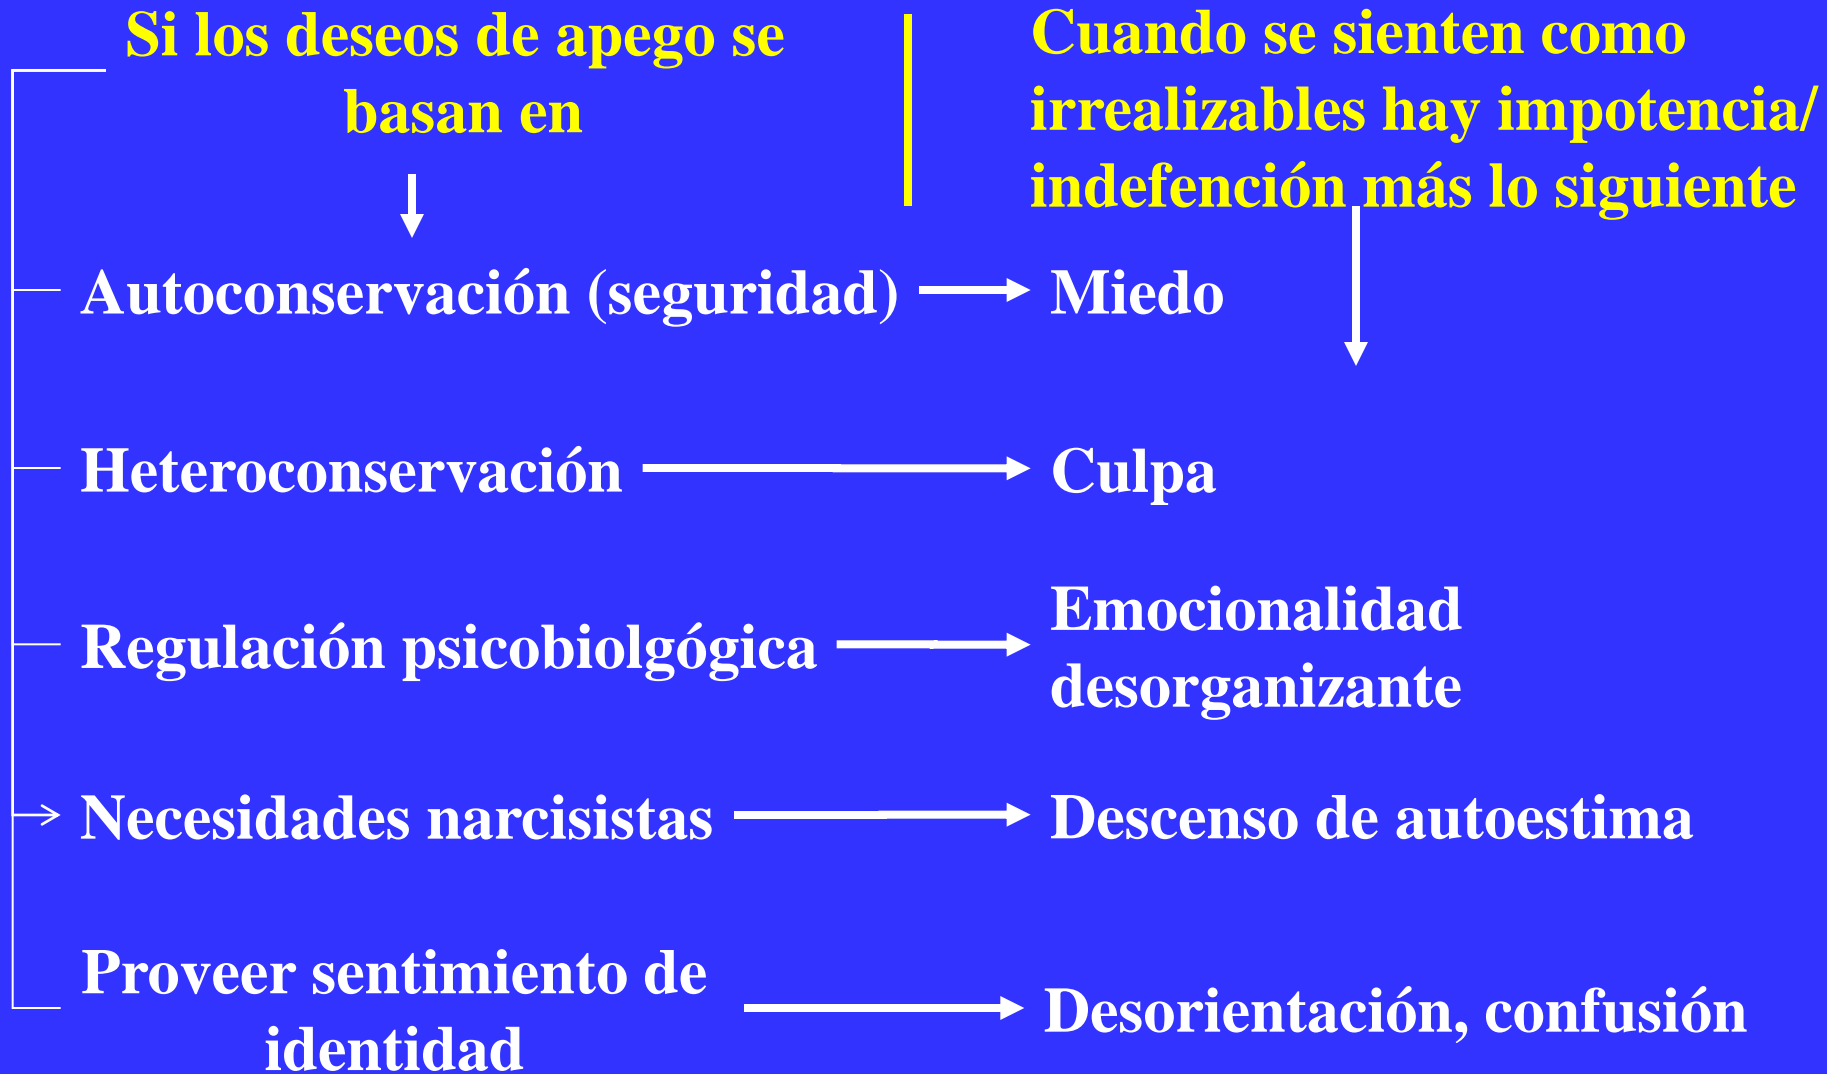 Si los deseos de apego se
basan en
Cuando se sienten como
irrealizables hay impotencia/
indefención más lo siguiente
Autoconservación (seguridad)
Miedo
Heteroconservación
Culpa
Regulación psicobiolgógica
Emocionalidad
desorganizante
Necesidades narcisistas
Descenso de autoestima
Proveer sentimiento de
identidad
Desorientación, confusión